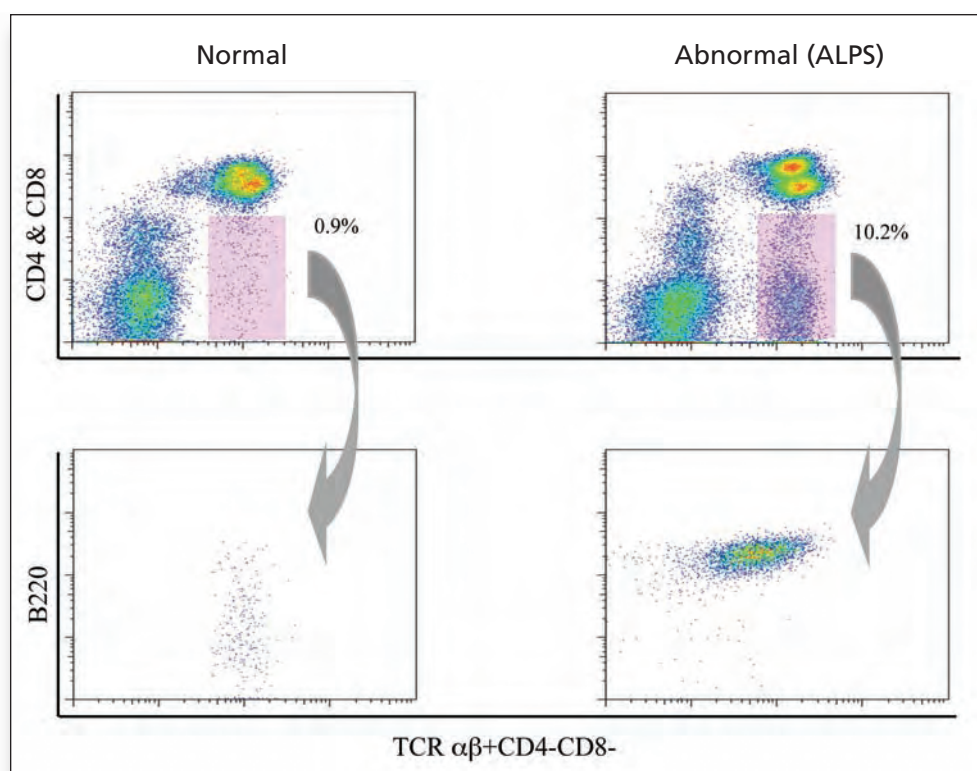 Normal
Abnormal (ALPS)
CD4 & CD8
0.9%
10.2%
B220
TCR αβ+CD4-CD8-